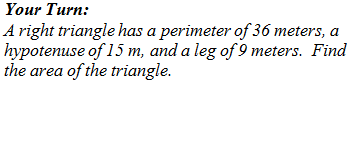 Your Turn:
A right triangle has a perimeter of 36 meters, a
hypotenuse of 15 m, and a leg of 9 meters.  Find
the area of the triangle.